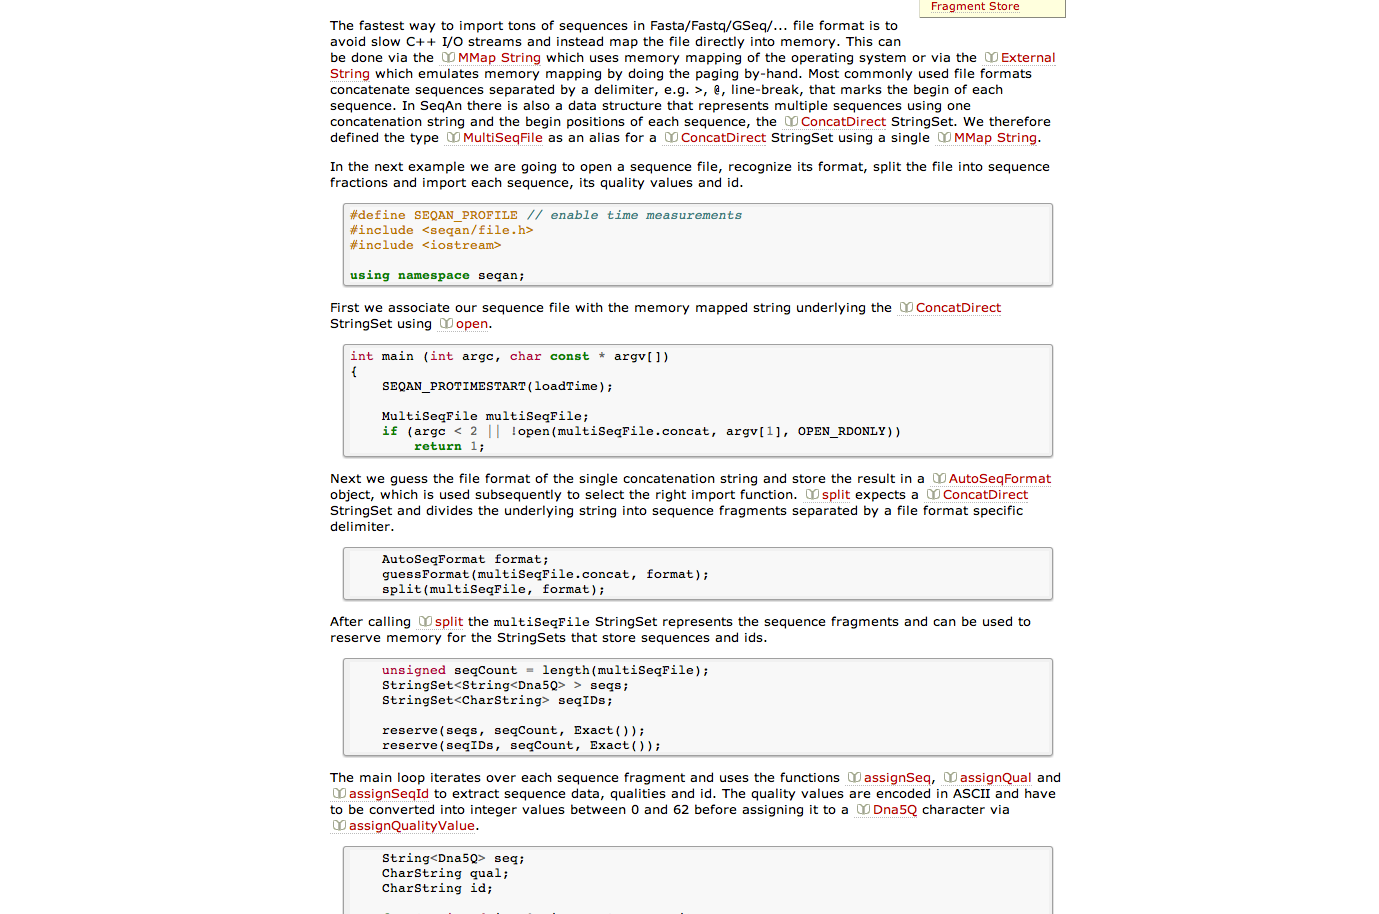 Fragment Store
The fastest way to import tons of sequences in Fasta/Fastq/GSeq/... file format is to
avoid slow C++ I/O streams and instead map the file directly into memory. This can
be done via the MMap String which uses memory mapping of the operating system or via the External
String which emulates memory mapping by doing the paging by-hand. Most commonly used file formats
concatenate sequences separated by a delimiter, e.g. >, @, line-break, that marks the begin of each
sequence. In SeqAn there is also a data structure that represents multiple sequences using one
concatenation string and the begin positions of each sequence, the ConcatDirect StringSet. We therefore
defined the type MultiSeqFile as an alias for a ConcatDirect StringSet using a single MMap String.
In the next example we are going to open a sequence file, recognize its format, split the file into sequence
fractions and import each sequence, its quality values and id.
#define SEQAN_PROFILE // enable time measurements
#include <seqan/file.h>
#include <iostream>
using namespace seqan;
First we associate our sequence file with the memory mapped string underlying the ConcatDirect
StringSet using open.
int main (int argc, char const * argv[])
{
SEQAN_PROTIMESTART(loadTime);
MultiSeqFile multiSeqFile;
if (argc < 2 || !open(multiSeqFile.concat, argv[1], OPEN_RDONLY))
return 1;
Next we guess the file format of the single concatenation string and store the result in a AutoSeqFormat
object, which is used subsequently to select the right import function. split expects a ConcatDirect
StringSet and divides the underlying string into sequence fragments separated by a file format specific
delimiter.
AutoSeqFormat format;
guessFormat(multiSeqFile.concat, format);
split(multiSeqFile, format);
After calling split the multiSeqFile StringSet represents the sequence fragments and can be used to
reserve memory for the StringSets that store sequences and ids.
unsigned seqCount = length(multiSeqFile);
StringSet<String<Dna5Q> > seqs;
StringSet<CharString> seqIDs;
reserve(seqs, seqCount, Exact());
reserve(seqIDs, seqCount, Exact());
The main loop iterates over each sequence fragment and uses the functions assignSeq, assignQual and
assignSeqId to extract sequence data, qualities and id. The quality values are encoded in ASCII and have
to be converted into integer values between 0 and 62 before assigning it to a Dna5Q character via
assignQualityValue.
String<Dna5Q> seq;
CharString qual;
CharString id;